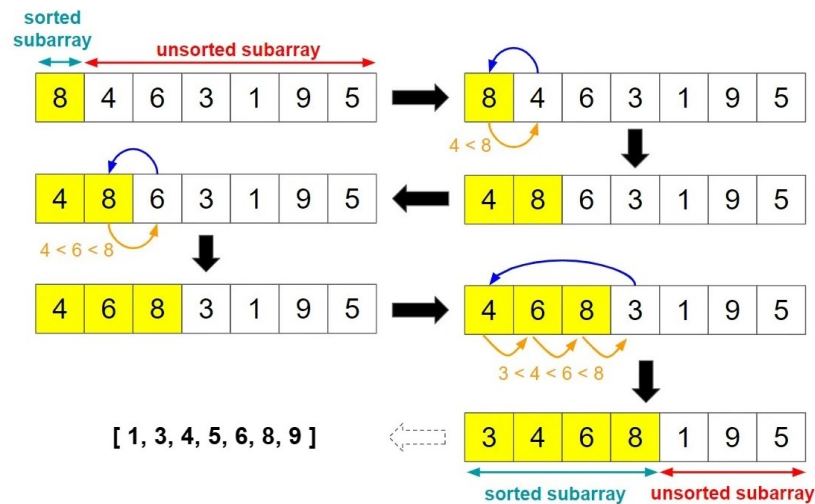 sorted
subarray
unsorted subarray
8 4 6 3 1 9 5
8 4 6 3 1 9 5
4 < 8
4 8 6 3 1 9 5
4 8 6 3 1 9 5
4 < 6 < 8
4 6 8 3 1 9 5
4 6 8 3 1 9 5
3 < 4 < 6 < 8
[ 1, 3, 4, 5, 6, 8, 9 ]
3 4 6 8 1 9 5
sorted subarray
unsorted subarray